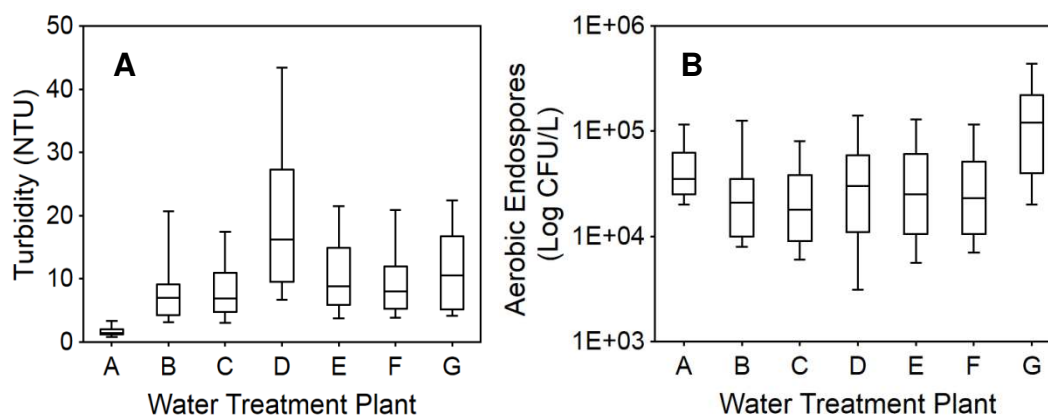 A
Turbidity (NTU)
50
40
30
20
10
0
A B C D E F G
Water Treatment Plant
B
Aerobic Endospores
(Log CFU/L)
1E+06
1E+05
1E+04
1E+03
A B C D E F G
Water Treatment Plant